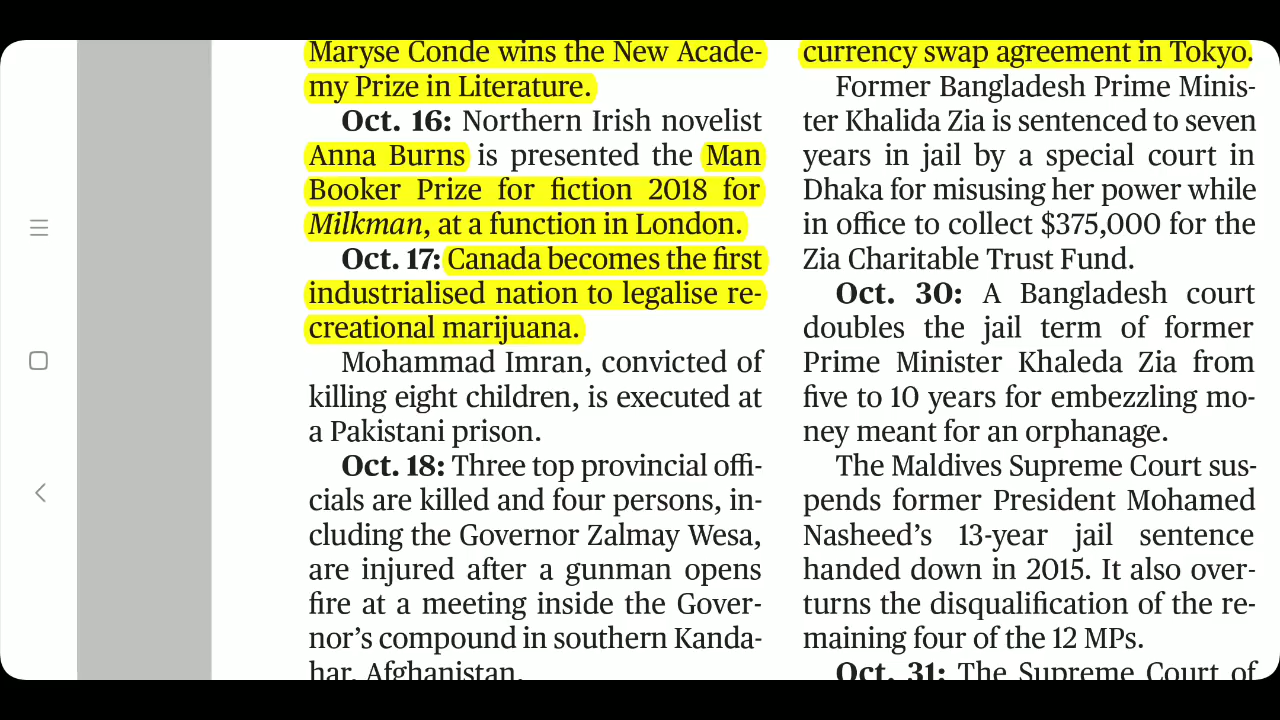 Maryse Conde wins the New Acade-
my Prize in Literature.
Oct. 16: Northern Irish novelist
Anna Burns is presented the Man
Booker Prize for fiction 2018 for
Milkman, at a function in London.
Oct. 17: Canada becomes the first
industrialised nation to legalise re-
creational marijuana.
Mohammad Imran, convicted of
killing eight children, is executed at
a Pakistani prison.
Oct. 18: Three top provincial offi-
cials are killed and four persons, in-
cluding the Governor Zalmay Wesa,
are injured after a gunman opens
fire at a meeting inside the Gover-
nor's compound in southern Kanda-
har, Afghanistan.
currency swap agreement in Tokyo.
Former Bangladesh Prime Minis-
ter Khalida Zia is sentenced to seven
years in jail by a special court in
Dhaka for misusing her power while
in office to collect $375,000 for the
Zia Charitable Trust Fund.
Oct. 30: A Bangladesh court
doubles the jail term of former
Prime Minister Khaleda Zia from
five to 10 years for embezzling mo-
ney meant for an orphanage.
The Maldives Supreme Court sus-
pends former President Mohamed
Nasheed's 13-year jail sentence
handed down in 2015. It also over-
turns the disqualification of the re-
maining four of the 12 MPs.
Oct. 31: The Supreme Court of